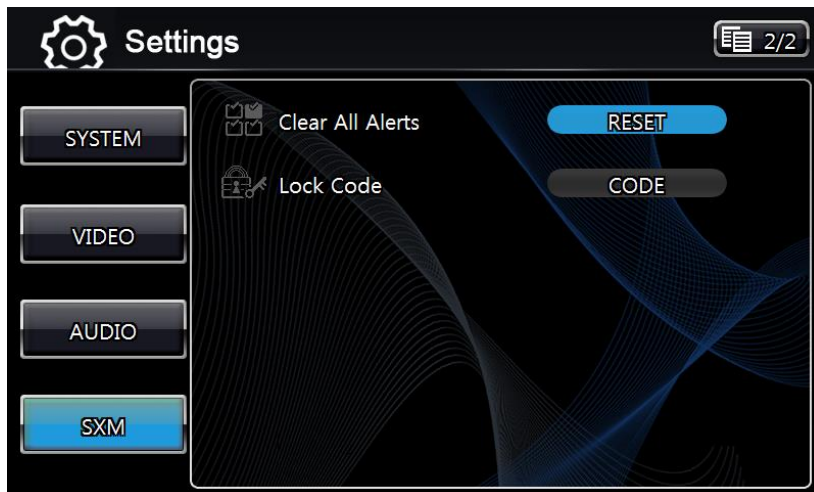 Settings
2/2
SYSTEM
VIDEO
AUDIO
SXM
Clear All Alerts RESET
Lock Code CODE